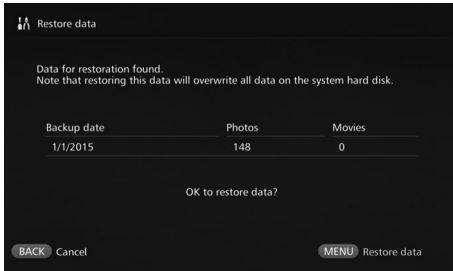 Restore data
Data for restoration found.
Note that restoring this data will overwrite all data on the system hard disk.
Backup date Photos Movies
1/1/2015 148 0
OK to restore data?
BACK Cancel MENU Restore data